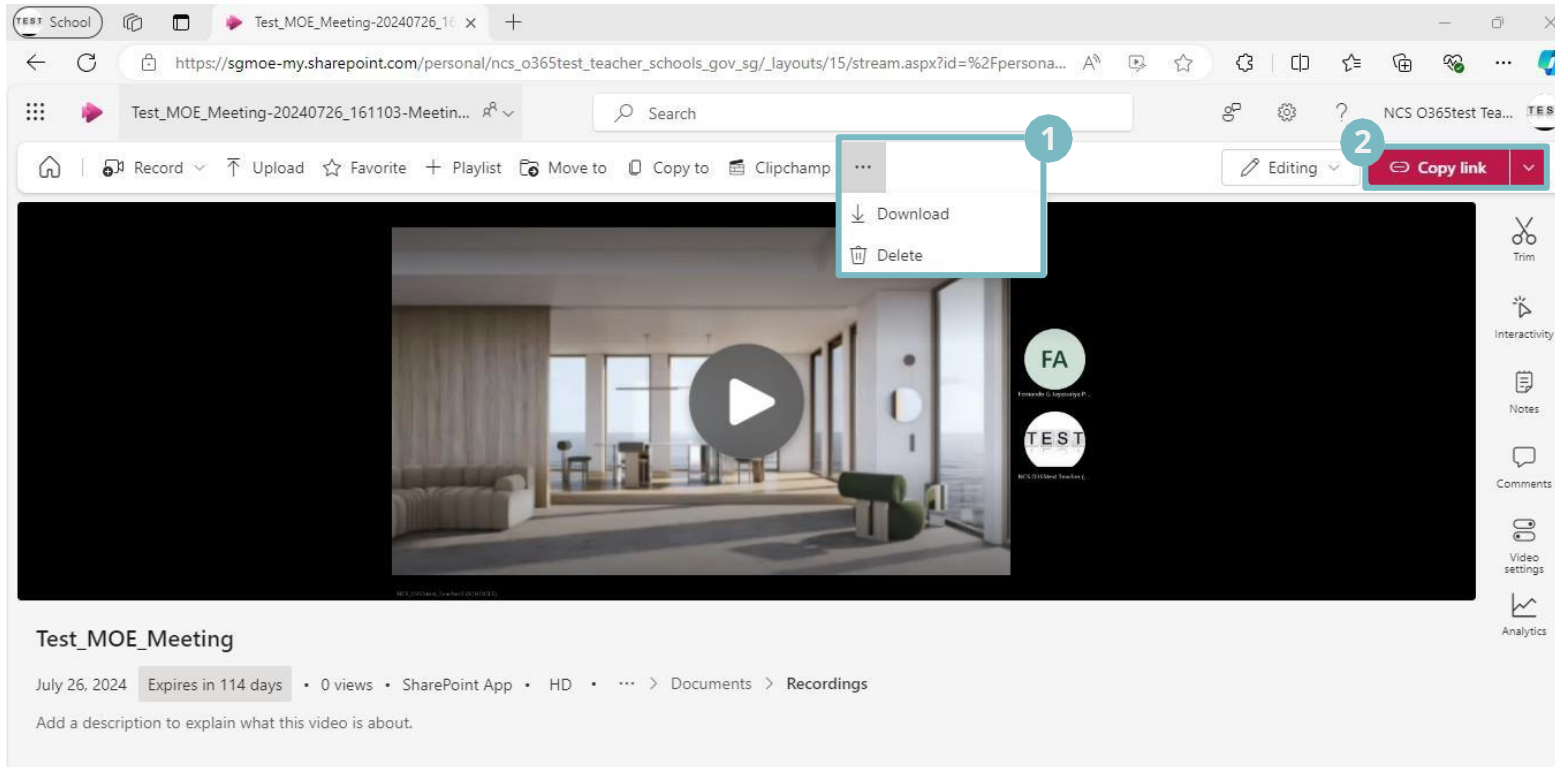 TEST School
Test_MOE_Meeting-20240726_16
https://sgmoe-my.sharepoint.com/personal/ncs_o365test_teacher_schools_gov_sg/_layouts/15/stream.aspx?id=%2Fpersona...
Test_MOE_Meeting-20240726_161103-Meetin...
Search
NCS O365test Tea...
TES
1
2
Record
Upload
Favorite
Playlist
Move to
Copy to
Clipchamp
...
Editing
Copy link
Download
Delete
Trim
Interactivity
Notes
Comments
Video
settings
Analytics
FA
TEST
Test_MOE_Meeting
July 26, 2024 Expires in 114 days • 0 views • SharePoint App • HD • ··· > Documents > Recordings
Add a description to explain what this video is about.